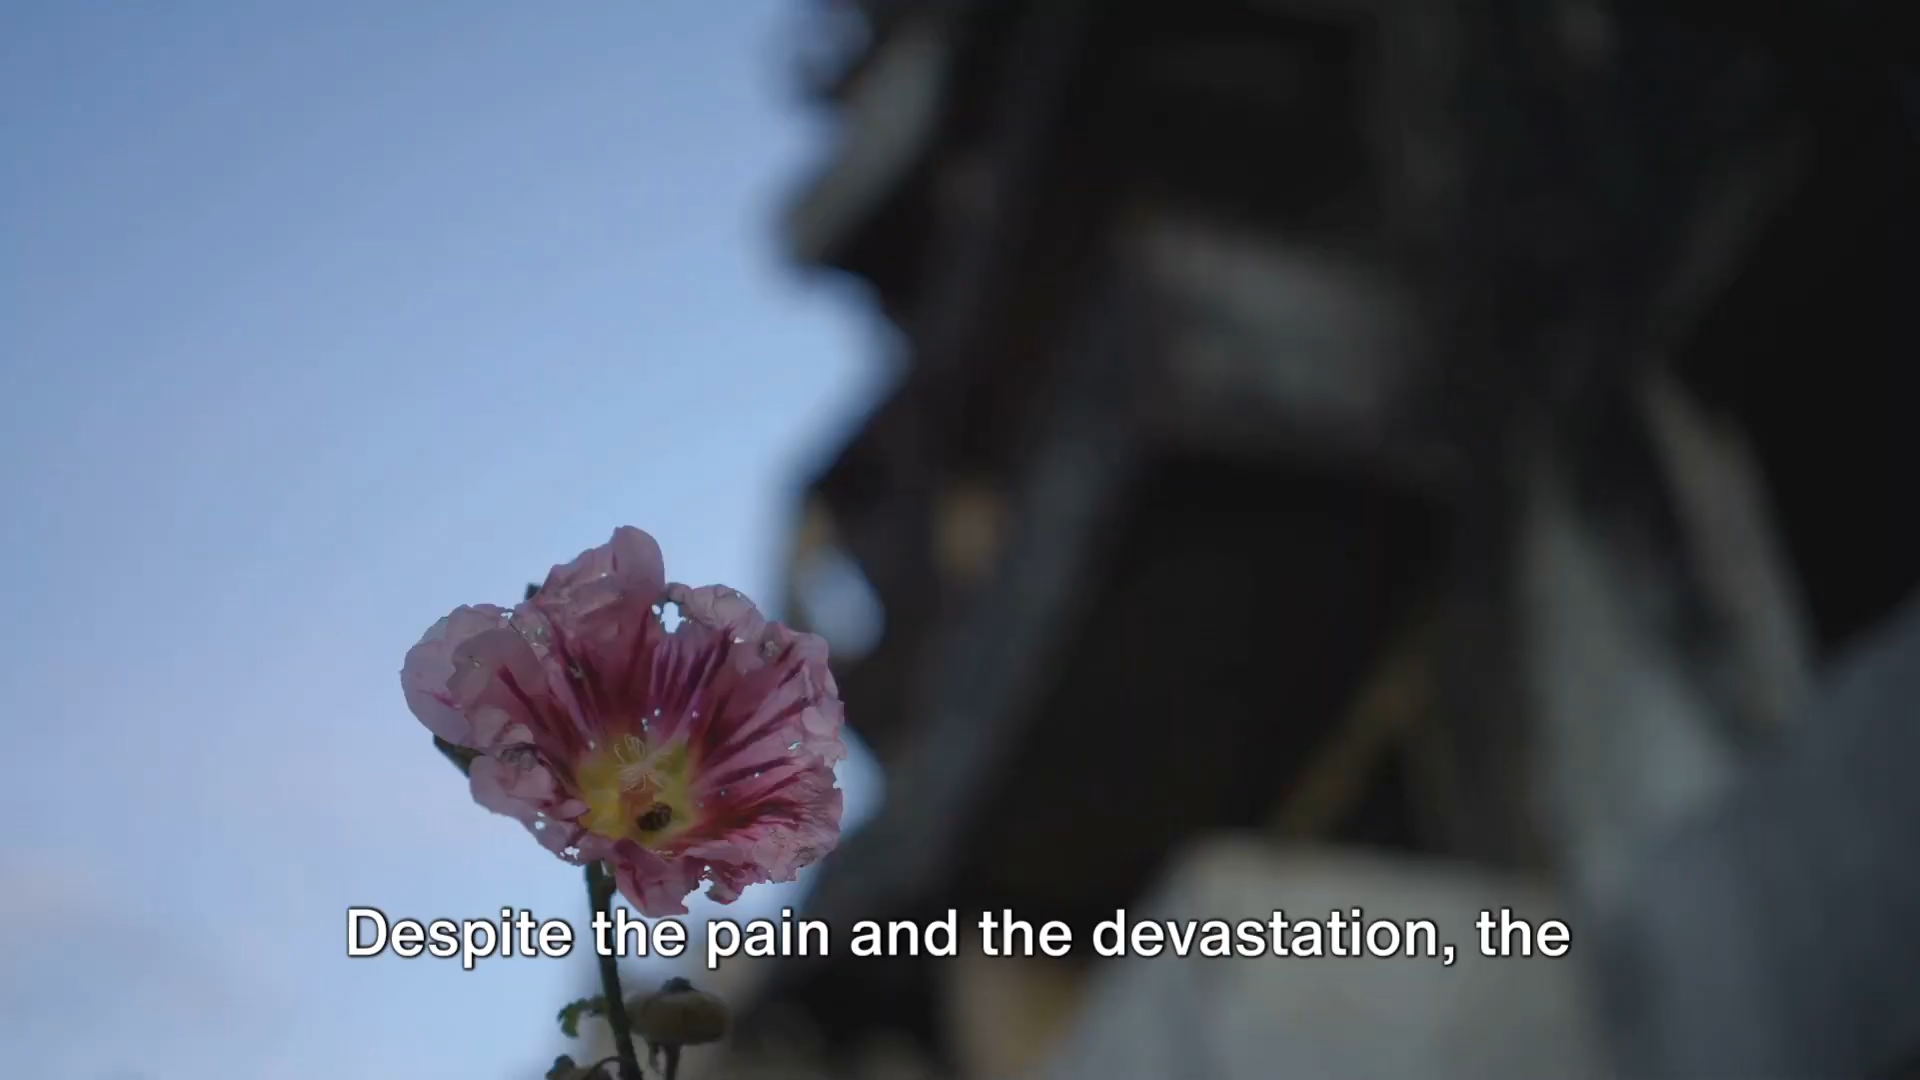 Despite the pain and the devastation, the